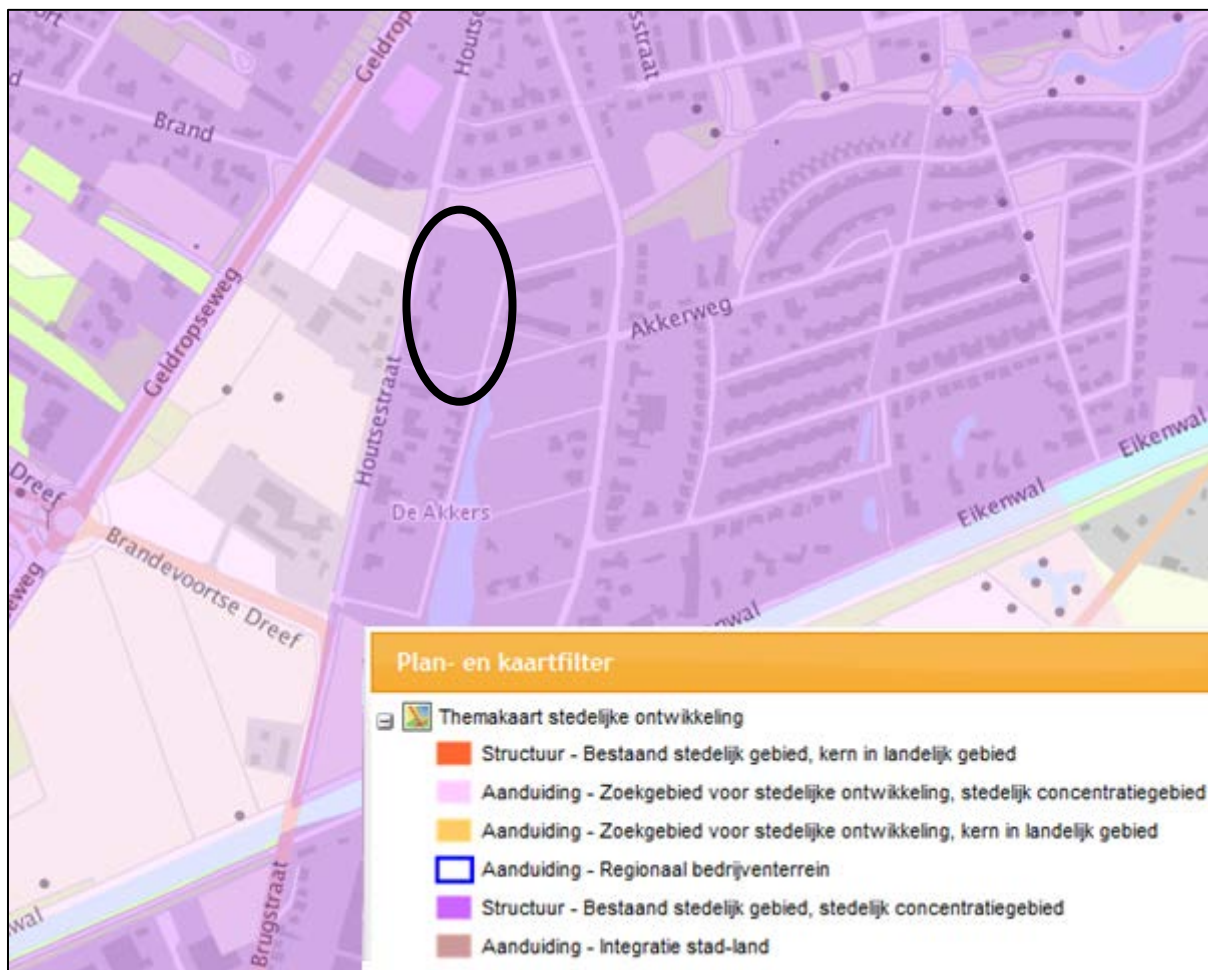 Geldrop
Houtse
sstraat
Brand
Geldropseweg
Akkerweg
Houtsestraat
De Akkers
Eikenwal
Eikenwal
Dreef
Brandevoortse Dreef
eweg
nwal
Brugstraat
wal
Plan- en kaartfilter
Themakaart stedelijke ontwikkeling
Structuur - Bestaand stedelijk gebied, kern in landelijk gebied
Aanduiding - Zoekgebied voor stedelijke ontwikkeling, stedelijk concentratiegebied
Aanduiding - Zoekgebied voor stedelijke ontwikkeling, kern in landelijk gebied
Aanduiding - Regionaal bedrijventerrein
Structuur - Bestaand stedelijk gebied, stedelijk concentratiegebied
Aanduiding - Integratie stad-land